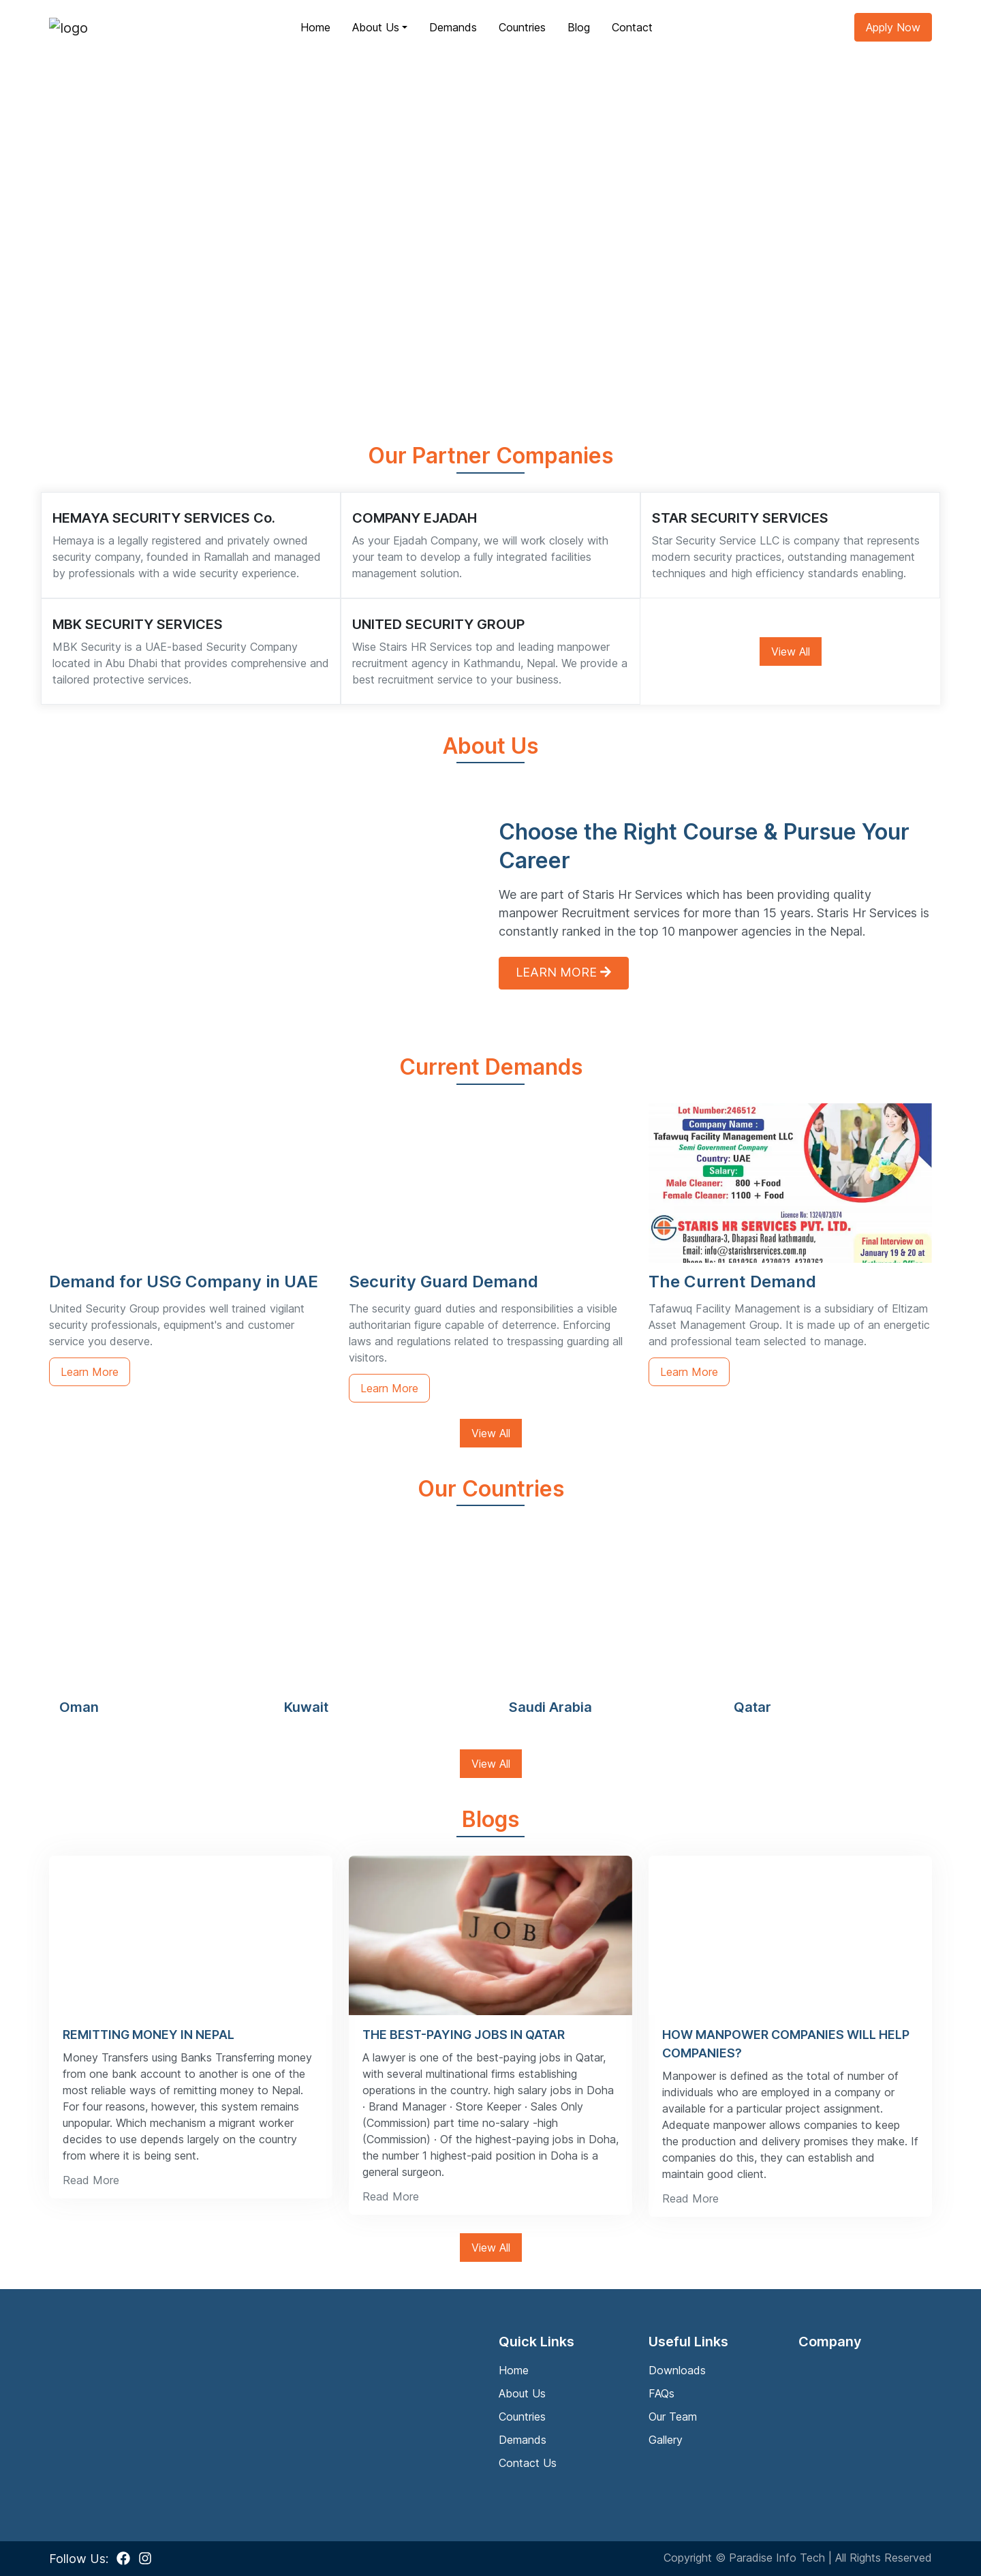 logo
Home About Us Demands Countries Blog Contact
Apply Now
Our Partner Companies
HEMAYA SECURITY SERVICES Co.
Hemaya is a legally registered and privately owned
security company, founded in Ramallah and managed
by professionals with a wide security experience.
COMPANY EJADAH
As your Ejadah Company, we will work closely with
your team to develop a fully integrated facilities
management solution.
STAR SECURITY SERVICES
Star Security Service LLC is company that represents
modern security practices, outstanding management
techniques and high efficiency standards enabling.
MBK SECURITY SERVICES
MBK Security is a UAE-based Security Company
located in Abu Dhabi that provides comprehensive and
tailored protective services.
UNITED SECURITY GROUP
Wise Stairs HR Services top and leading manpower
recruitment agency in Kathmandu, Nepal. We provide a
best recruitment service to your business.
View All
About Us
Choose the Right Course & Pursue Your
Career
We are part of Staris Hr Services which has been providing quality
manpower Recruitment services for more than 15 years. Staris Hr Services is
constantly ranked in the top 10 manpower agencies in the Nepal.
LEARN MORE
Current Demands
Lot Number:246512
Company Name :
Tafawuq Facility Management LLC
Semi Government Company
Country: UAE
Salary:
Male Cleaner: 800 +Food
Female Cleaner: 1100 + Food
Licence No: 1324/073/074
STARIS HR SERVICES PVT. LTD.
Basundhara-3, Dhapasi Road kathmandu,
Email: info@starishrservices.com.np
Final Interview on
January 19 & 20 at
Demand for USG Company in UAE
United Security Group provides well trained vigilant
security professionals, equipment's and customer
service you deserve.
Learn More
Security Guard Demand
The security guard duties and responsibilities a visible
authoritarian figure capable of deterrence. Enforcing
laws and regulations related to trespassing guarding all
visitors.
Learn More
The Current Demand
Tafawuq Facility Management is a subsidiary of Eltizam
Asset Management Group. It is made up of an energetic
and professional team selected to manage.
Learn More
View All
Our Countries
Oman
Kuwait
Saudi Arabia
Qatar
View All
Blogs
JOB
REMITTING MONEY IN NEPAL
Money Transfers using Banks Transferring money
from one bank account to another is one of the
most reliable ways of remitting money to Nepal.
For four reasons, however, this system remains
unpopular. Which mechanism a migrant worker
decides to use depends largely on the country
from where it is being sent.
Read More
THE BEST-PAYING JOBS IN QATAR
A lawyer is one of the best-paying jobs in Qatar,
with several multinational firms establishing
operations in the country. high salary jobs in Doha
· Brand Manager · Store Keeper · Sales Only
(Commission) part time no-salary -high
(Commission) · Of the highest-paying jobs in Doha,
the number 1 highest-paid position in Doha is a
general surgeon.
Read More
HOW MANPOWER COMPANIES WILL HELP
COMPANIES?
Manpower is defined as the total of number of
individuals who are employed in a company or
available for a particular project assignment.
Adequate manpower allows companies to keep
the production and delivery promises they make. If
companies do this, they can establish and
maintain good client.
Read More
View All
Quick Links
Home
About Us
Countries
Demands
Contact Us
Useful Links
Downloads
FAQs
Our Team
Gallery
Company
Follow Us:
Copyright © Paradise Info Tech | All Rights Reserved